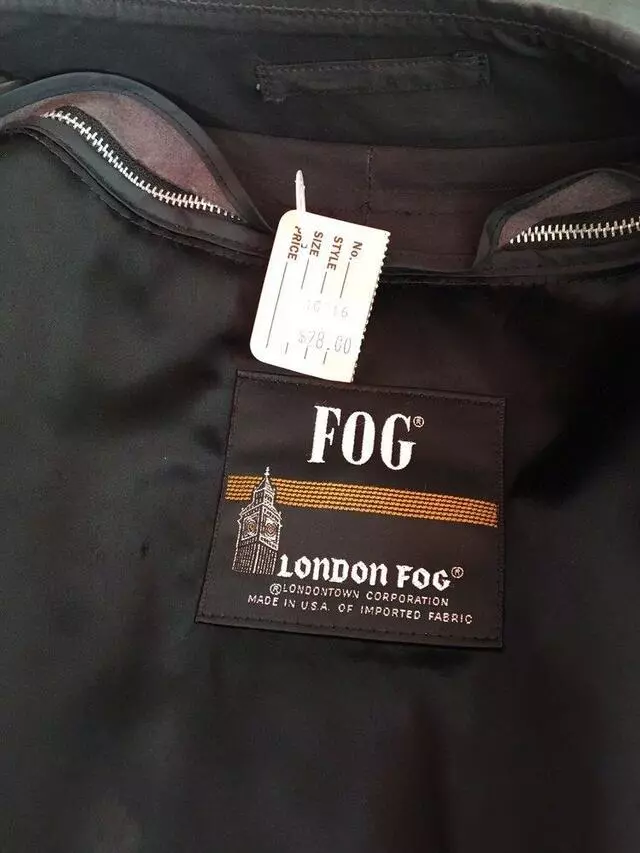 No.
STYLE
SIZE
PRICE
$78.00
FOG®
LONDON FOG®
®LONDONTOWN CORPORATION
MADE IN U.S.A. OF IMPORTED FABRIC